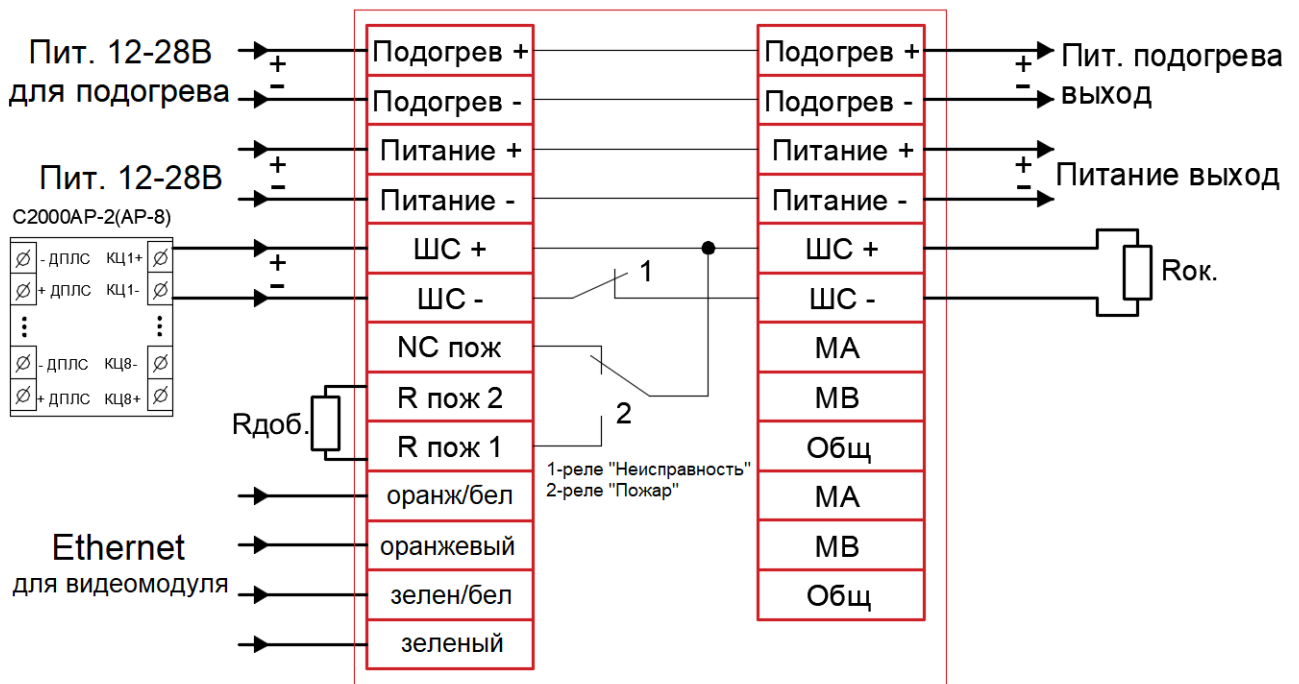 Пит. 12-28В
для подогрева
+
-
Пит. 12-28В
+
-
С2000АР-2(АР-8)
- ДПЛС КЦ1+
+ ДПЛС КЦ1-
- ДПЛС КЦ8-
+ ДПЛС КЦ8+
+
-
Rдоб.
Ethernet
для видеомодуля
Подогрев +
Подогрев -
Питание +
Питание -
ШС +
ШС -
NC пож
R пож 2
R пож 1
оранж/бел
оранжевый
зелен/бел
зеленый
1
2
1-реле "Неисправность"
2-реле "Пожар"
Подогрев +
Подогрев -
Питание +
Питание -
ШС +
ШС -
МА
МВ
Общ
МА
МВ
Общ
+
-
Пит. подогрева
выход
+
-
Питание выход
Rок.